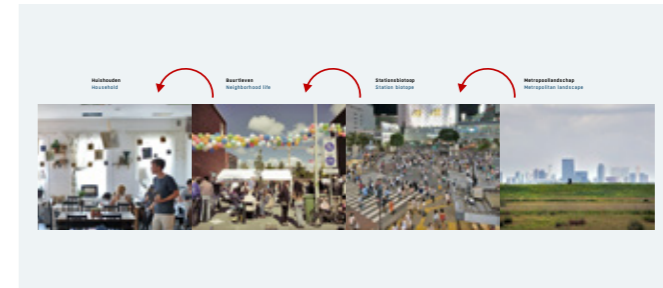 Huishouden
Household
Buurtleven
Neighborhood life
Stationsbiotoop
Station biotope
Metropoollandschap
Metropolitan landscape